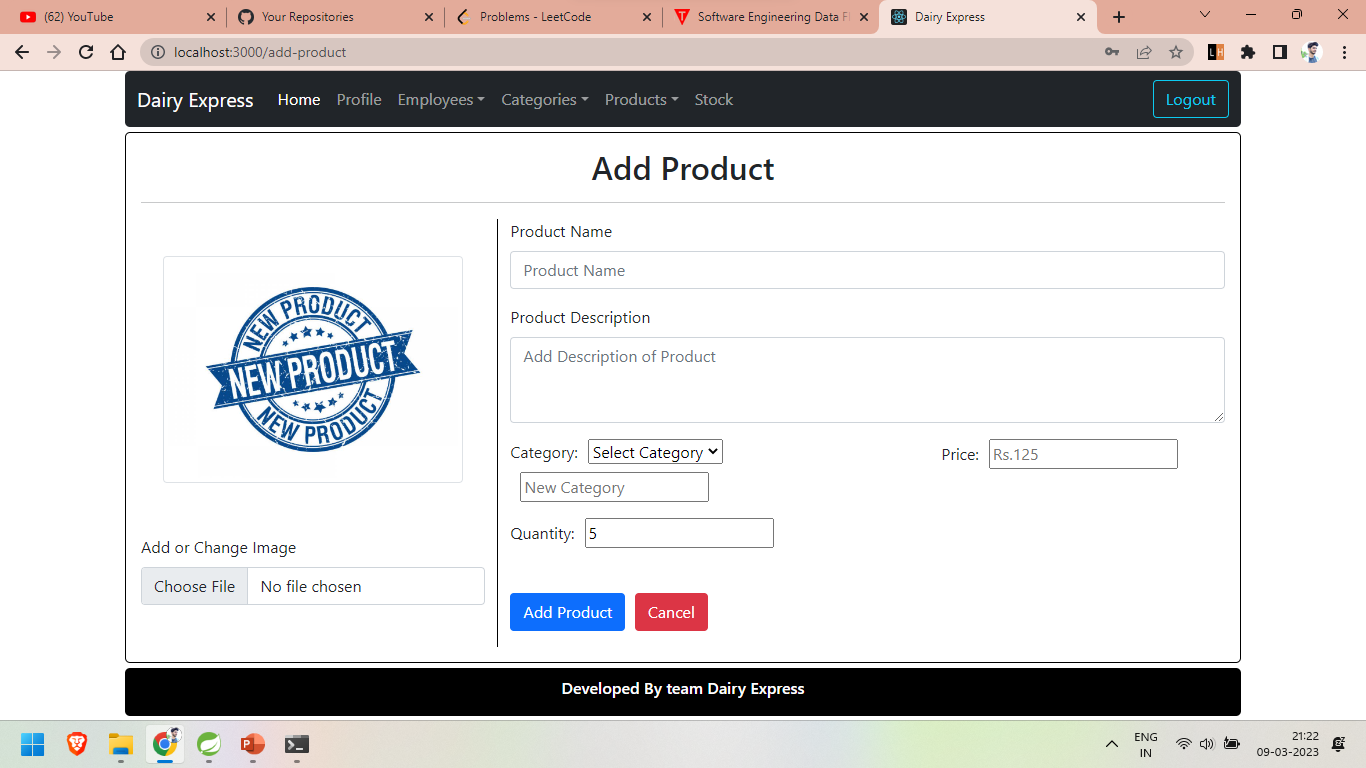 (62) YouTube
Your Repositories
Problems - LeetCode
Software Engineering Data Fl
Dairy Express
localhost:3000/add-product
LH
Dairy Express Home Profile Employees Categories Products Stock Logout
Add Product
NEW PRODUCT
NEW PRODUCT
NEW PRODUCT
Add or Change Image
Choose File No file chosen
Product Name
Product Name
Product Description
Add Description of Product
Category: Select Category Price: Rs.125
New Category
Quantity: 5
Add Product Cancel
Developed By team Dairy Express
ENG
IN
21:22
09-03-2023